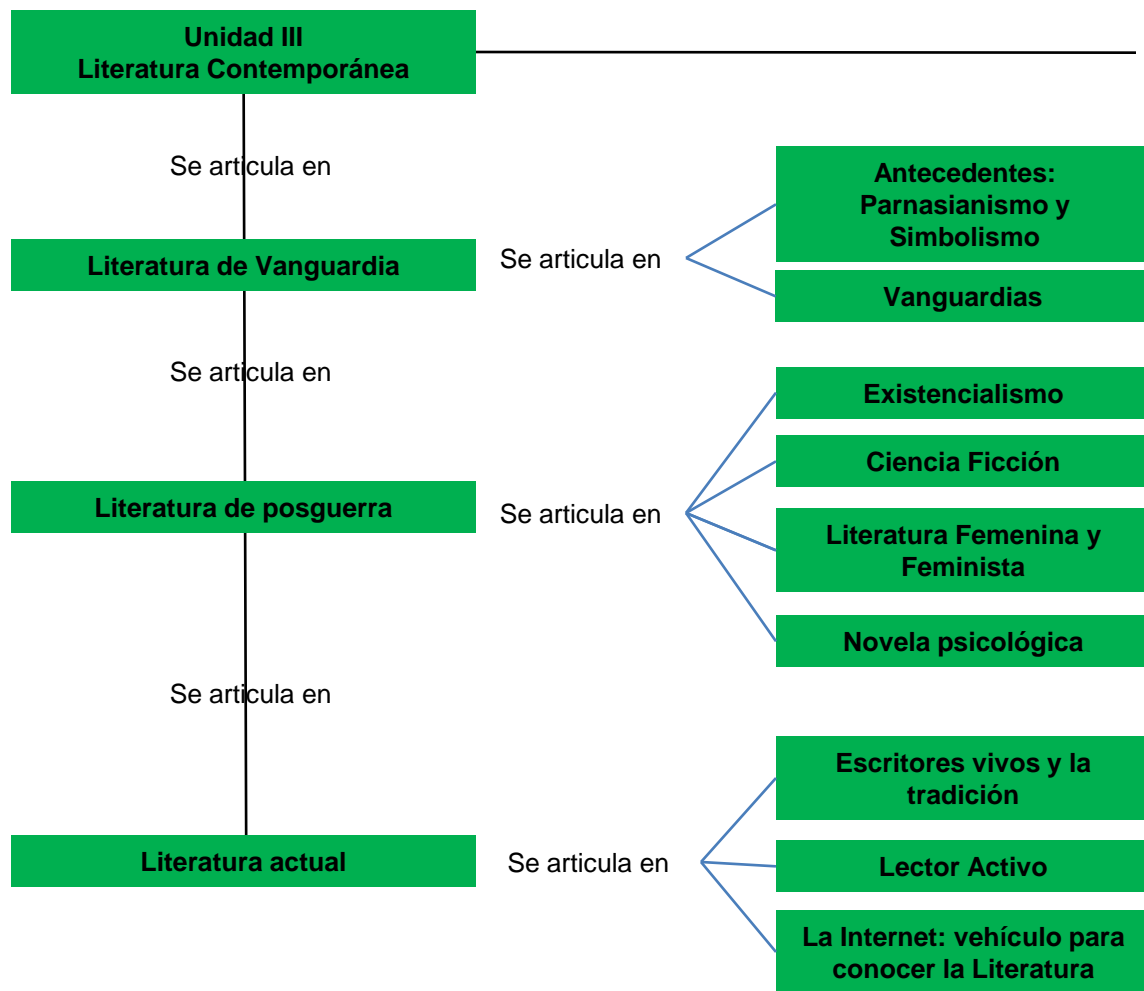 Unidad III
Literatura Contemporánea
Se articula en
Literatura de Vanguardia
Se articula en
Antecedentes:
Parnasianismo y
Simbolismo
Vanguardias
Se articula en
Literatura de posguerra
Se articula en
Existencialismo
Ciencia Ficción
Literatura Femenina y
Feminista
Novela psicológica
Se articula en
Literatura actual
Se articula en
Escritores vivos y la
tradición
Lector Activo
La Internet: vehículo para
conocer la Literatura